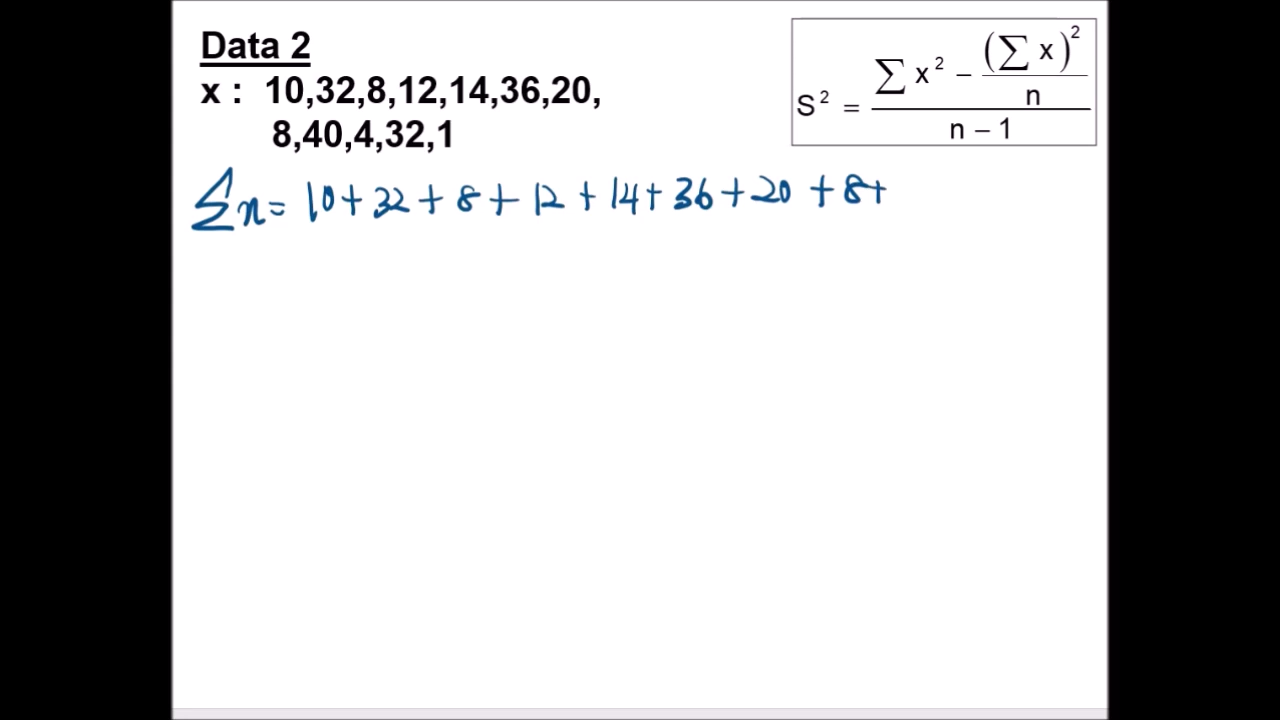 Data 2
x : 10,32,8,12,14,36,20,
8,40,4,32,1
S² = (∑x² − (∑x)²/n)/(n − 1)
∑x = 10+32+8+12+14+36+20+8+